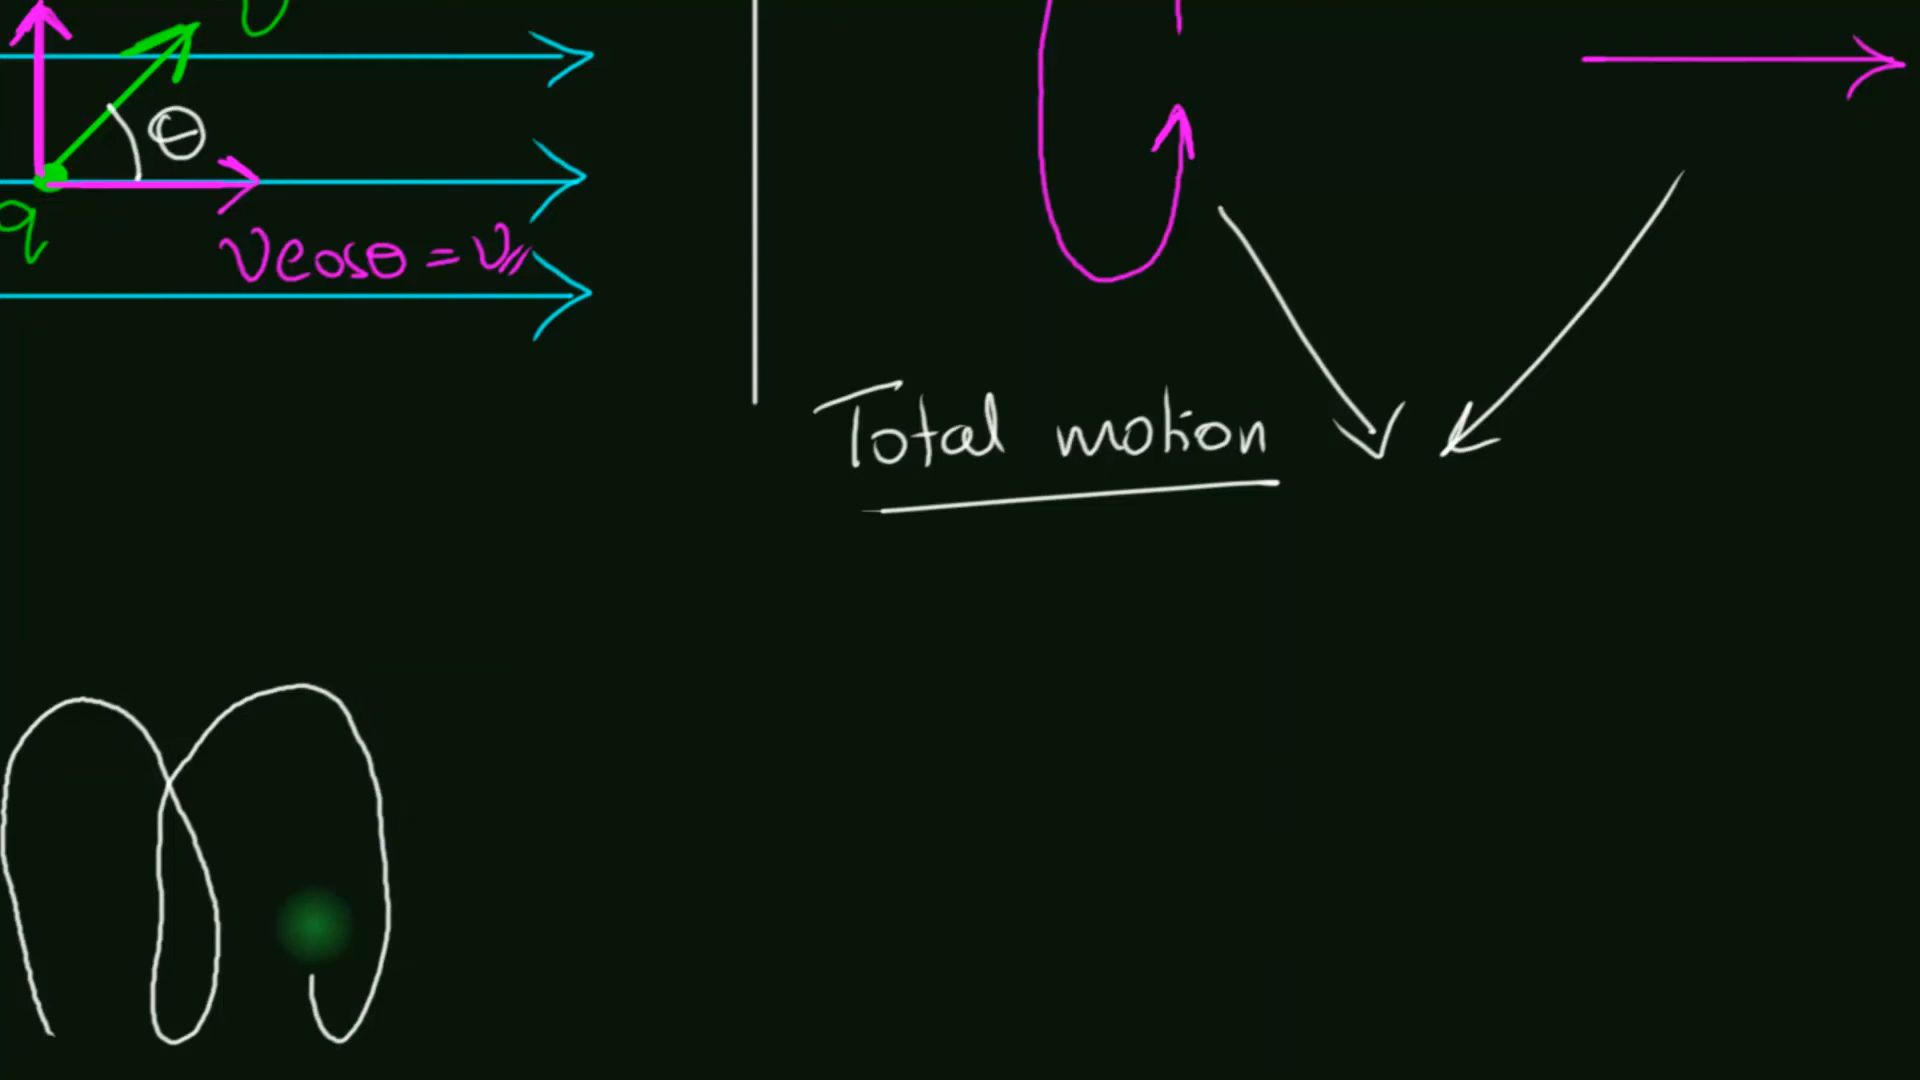 θ
q
vcosθ = v//
Total motion